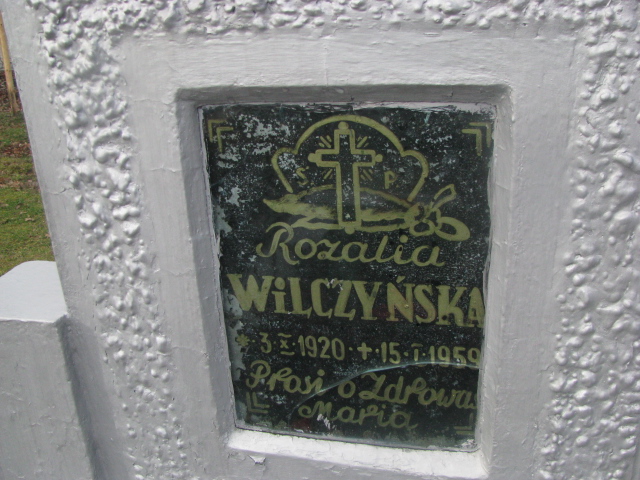 Ś P
Rozalia
WiLCZYŃSKA
* 3 X 1920 + 15 I 1959
Prosi o Zdrowaś
Maria